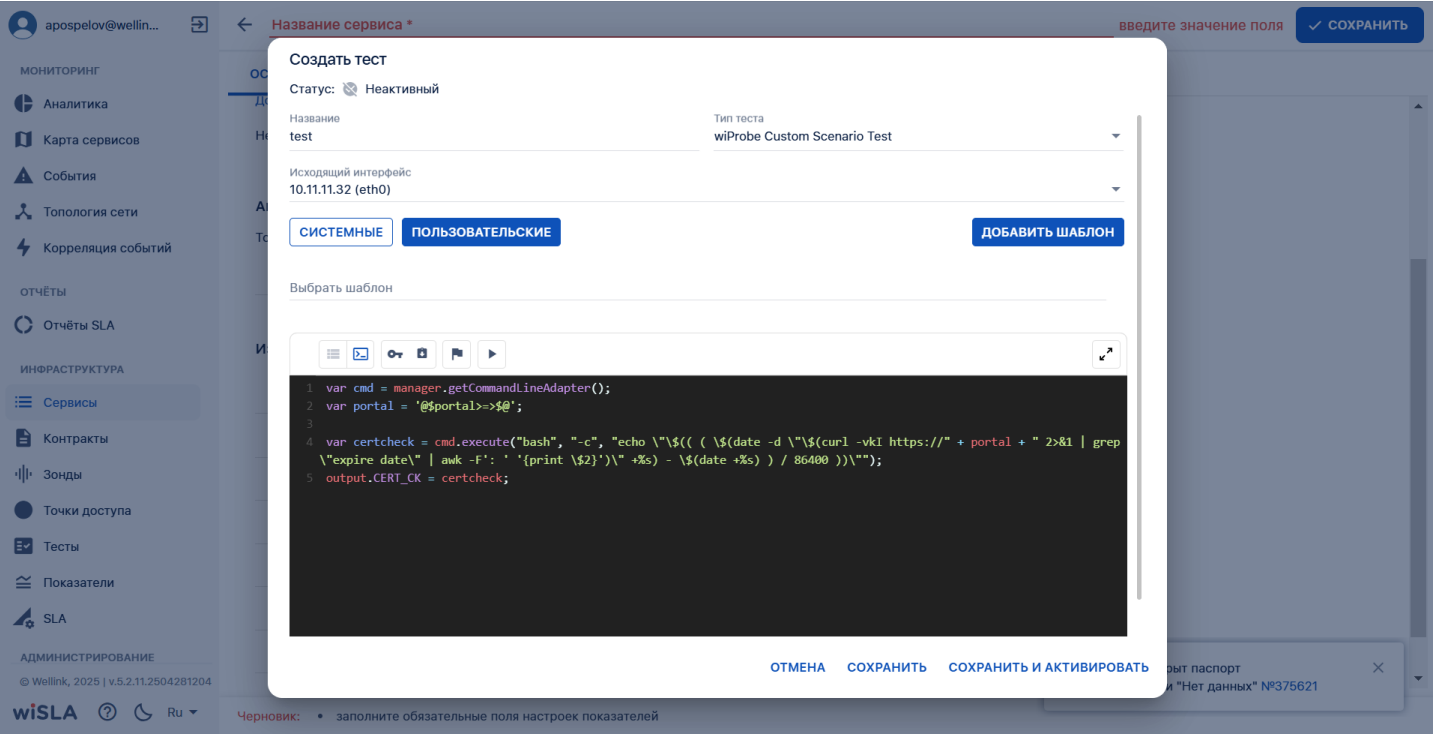 apospelov@wellin...
Название сервиса *
введите значение поля
СОХРАНИТЬ
МОНИТОРИНГ
Аналитика
Карта сервисов
События
Топология сети
Корреляция событий
ОТЧЁТЫ
Отчёты SLA
ИНФРАСТРУКТУРА
Сервисы
Контракты
Зонды
Точки доступа
Тесты
Показатели
SLA
АДМИНИСТРИРОВАНИЕ
© Wellink, 2025 | v.5.2.11.2504281204
wiSLA
Ru
Создать тест
Статус: Неактивный
Название
test
Тип теста
wiProbe Custom Scenario Test
Исходящий интерфейс
10.11.11.32 (eth0)
СИСТЕМНЫЕ
ПОЛЬЗОВАТЕЛЬСКИЕ
ДОБАВИТЬ ШАБЛОН
Выбрать шаблон
1 var cmd = manager.getCommandLineAdapter();
2 var portal = '@$portal>=>$@';
3
4 var certcheck = cmd.execute("bash", "-c", "echo \"\$(( ( \$(date -d \"\$(curl -vkI https://" + portal + " 2>&1 | grep
\"expire date\" | awk -F': ' '{print \$2}')\" +%s) - \$(date +%s) ) / 86400 ))\"");
5 output.CERT_CK = certcheck;
ОТМЕНА
СОХРАНИТЬ
СОХРАНИТЬ И АКТИВИРОВАТЬ
рыт паспорт
и "Нет данных" №375621
Черновик: • заполните обязательные поля настроек показателей